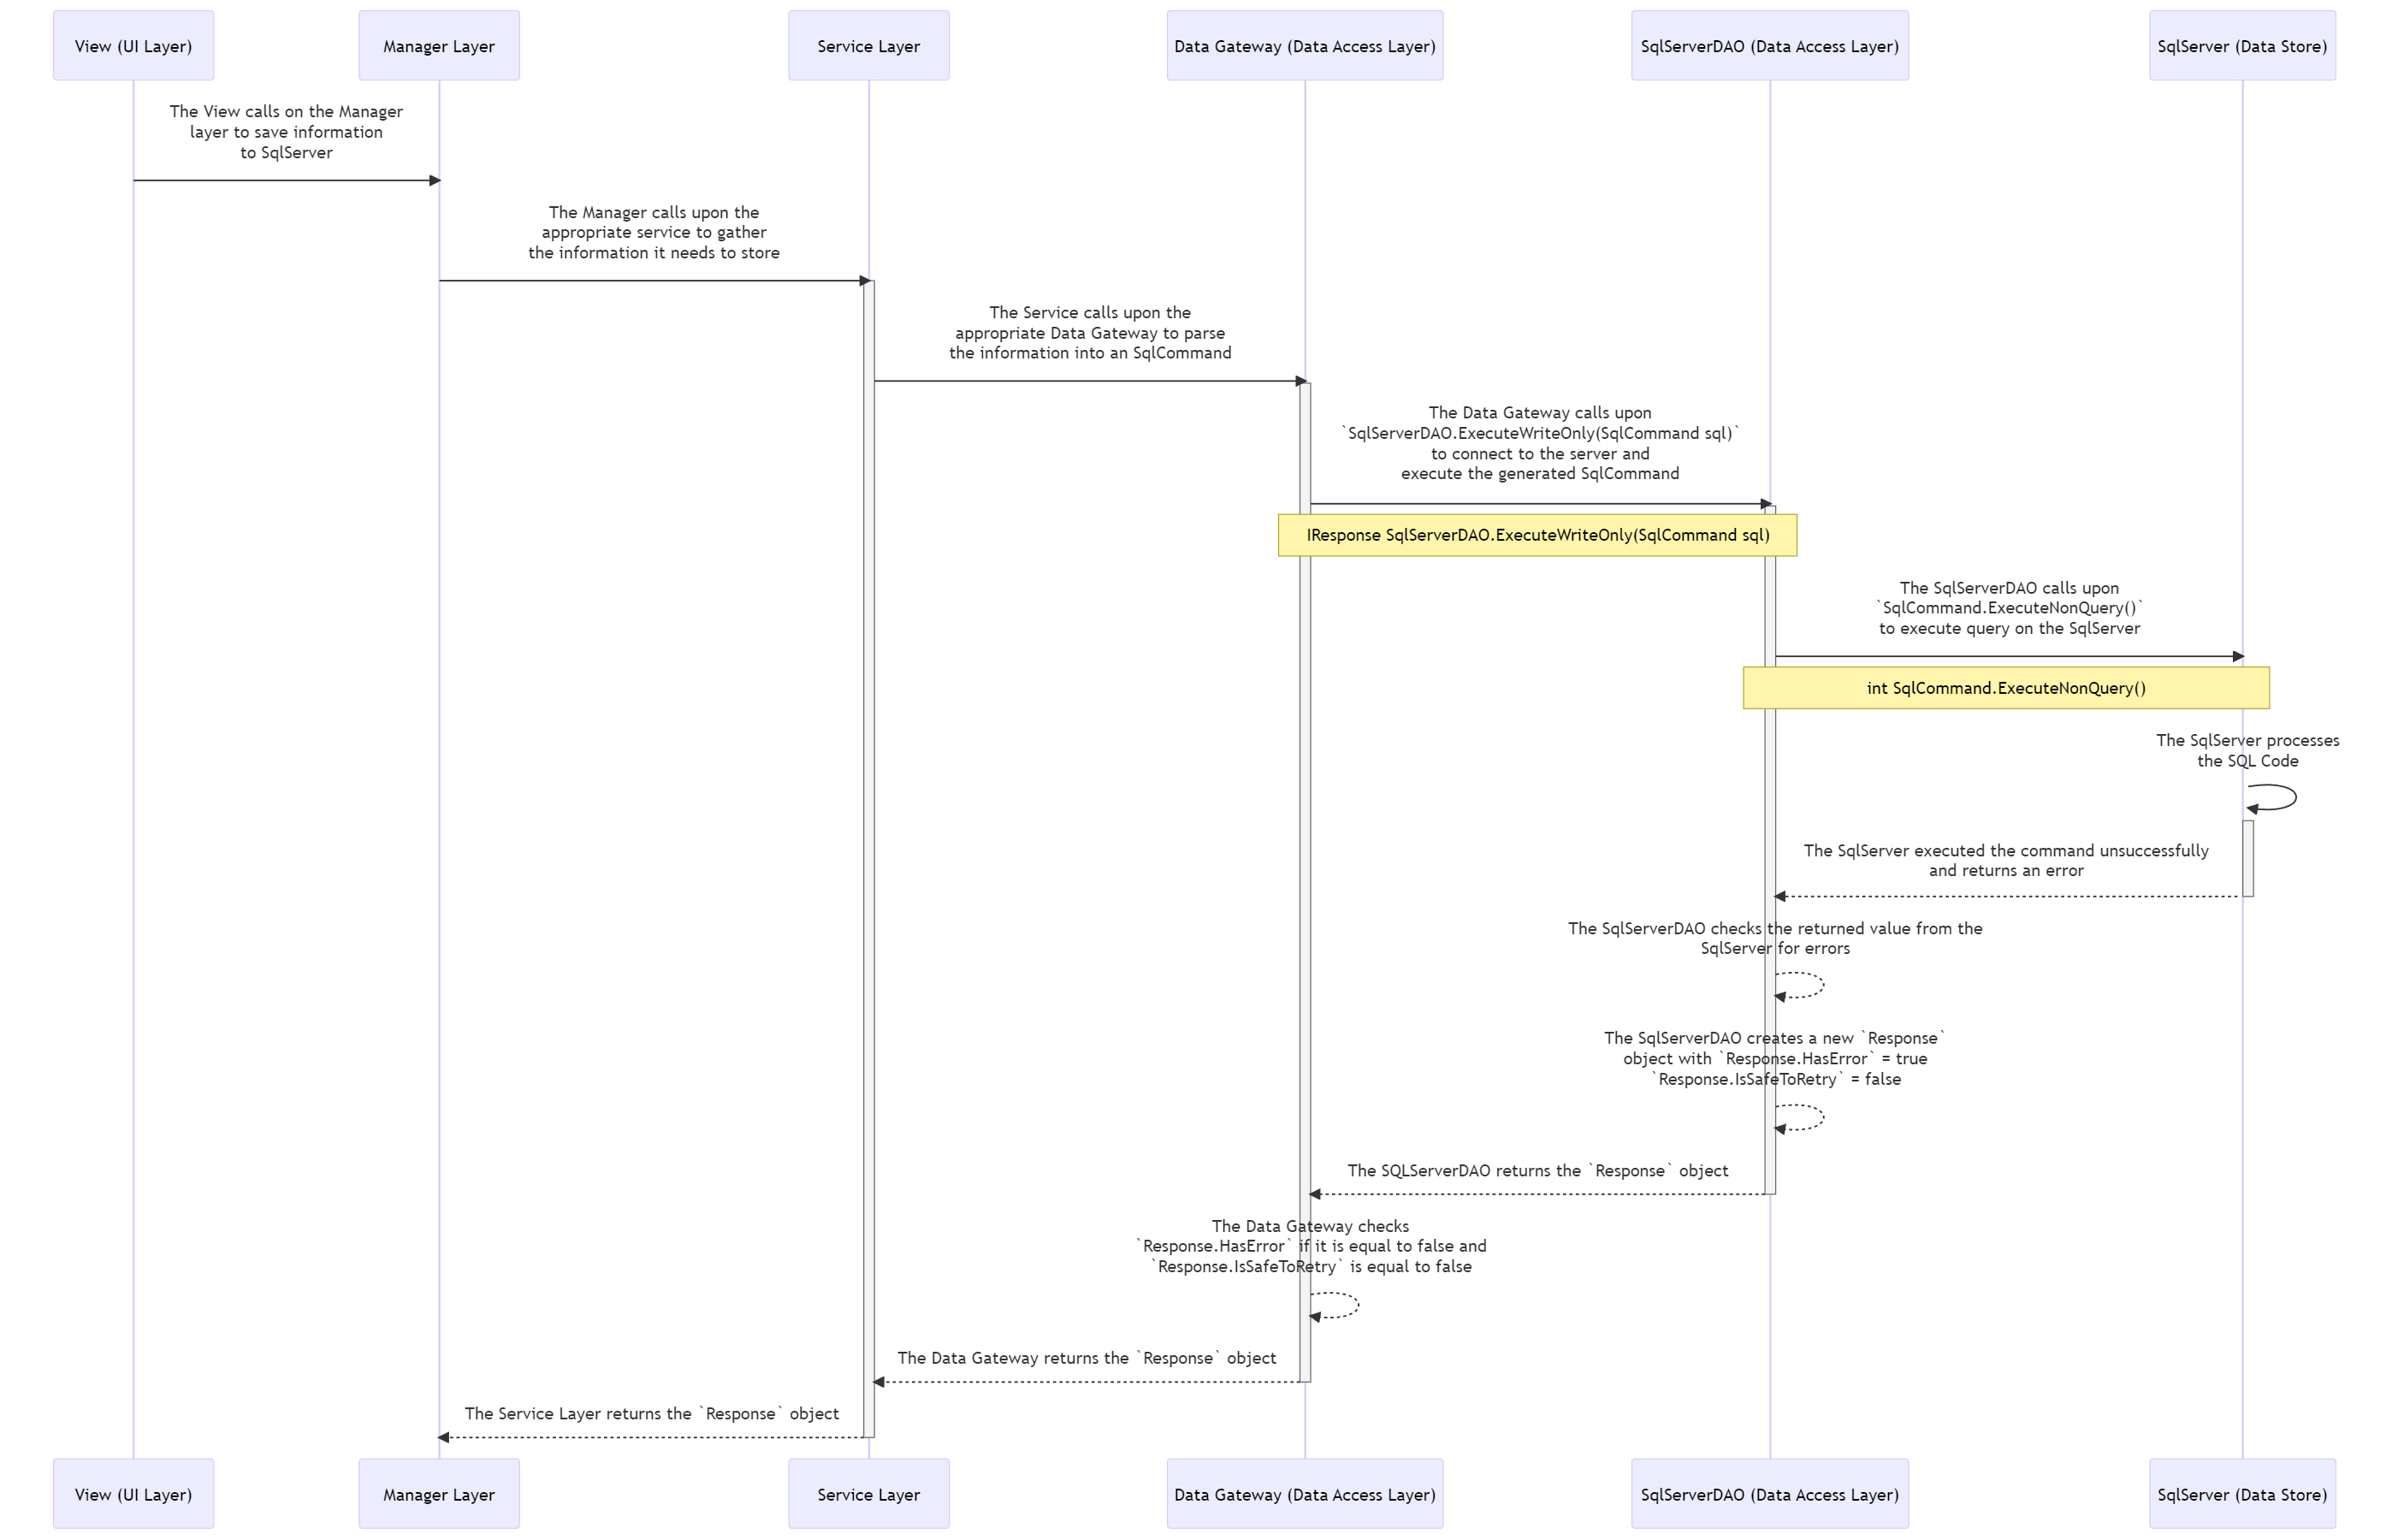 View (UI Layer)
Manager Layer
Service Layer
Data Gateway (Data Access Layer)
SqlServerDAO (Data Access Layer)
SqlServer (Data Store)
The View calls on the Manager
layer to save information
to SqlServer
The Manager calls upon the
appropriate service to gather
the information it needs to store
The Service calls upon the
appropriate Data Gateway to parse
the information into an SqlCommand
The Data Gateway calls upon
`SqlServerDAO.ExecuteWriteOnly(SqlCommand sql)`
to connect to the server and
execute the generated SqlCommand
IResponse SqlServerDAO.ExecuteWriteOnly(SqlCommand sql)
The SqlServerDAO calls upon
`SqlCommand.ExecuteNonQuery()`
to execute query on the SqlServer
int SqlCommand.ExecuteNonQuery()
The SqlServer processes
the SQL Code
The SqlServer executed the command unsuccessfully
and returns an error
The SqlServerDAO checks the returned value from the
SqlServer for errors
The SqlServerDAO creates a new `Response`
object with `Response.HasError` = true
`Response.IsSafeToRetry` = false
The SQLServerDAO returns the `Response` object
The Data Gateway checks
`Response.HasError` if it is equal to false and
`Response.IsSafeToRetry` is equal to false
The Data Gateway returns the `Response` object
The Service Layer returns the `Response` object
View (UI Layer)
Manager Layer
Service Layer
Data Gateway (Data Access Layer)
SqlServerDAO (Data Access Layer)
SqlServer (Data Store)